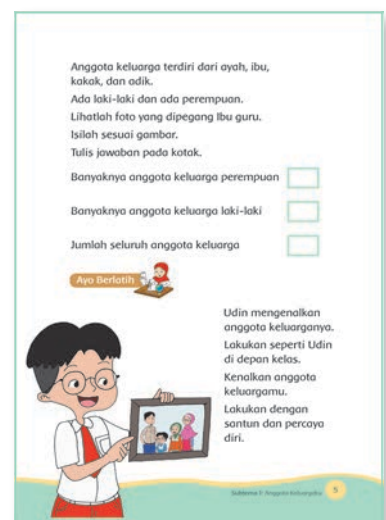 Anggota keluarga terdiri dari ayah, ibu,
kakak, dan adik.
Ada laki-laki dan ada perempuan.
Lihatlah foto yang dipegang Ibu guru.
Isilah sesuai gambar.
Tulis jawaban pada kotak.
Banyaknya anggota keluarga perempuan
Banyaknya anggota keluarga laki-laki
Jumlah seluruh anggota keluarga
Ayo Berlatih
Udin mengenalkan
anggota keluarganya.
Lakukan seperti Udin
di depan kelas.
Kenalkan anggota
keluargamu.
Lakukan dengan
santun dan percaya
diri.
Subtema 1: Anggota Keluargaku 5